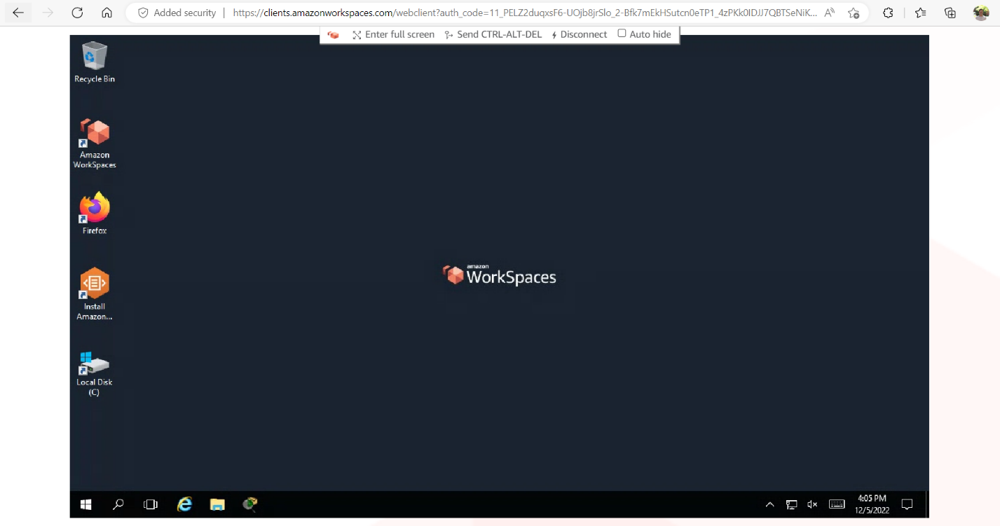 Added security | https://clients.amazonworkspaces.com/webclient?auth_code=11_PELZ2duqxsF6-UOjb8jrSlo_2-Bfk7mEkHSutcn0eTP1_4zPKk0IDJJ7QBTSeNiK...
Enter full screen Send CTRL-ALT-DEL Disconnect Auto hide
Recycle Bin
Amazon
WorkSpaces
Firefox
amazon
WorkSpaces
Install
Amazon...
Local Disk
(C)
4:05 PM
12/5/2022